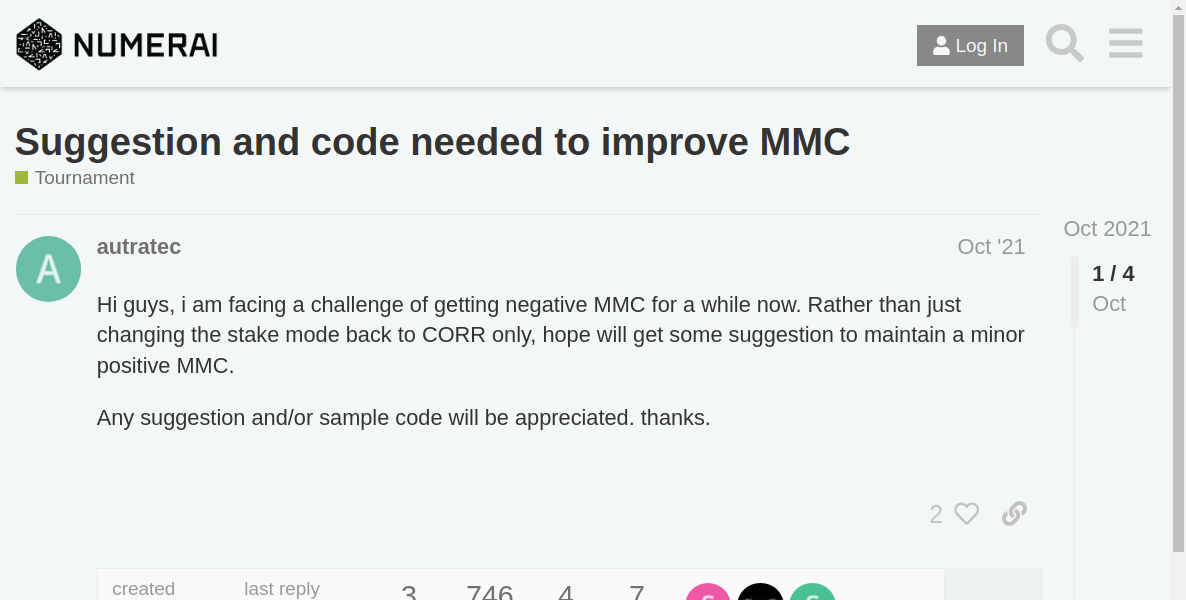 NUMERAI
Log In
Suggestion and code needed to improve MMC
Tournament
autratec
Oct '21
Hi guys, i am facing a challenge of getting negative MMC for a while now. Rather than just
changing the stake mode back to CORR only, hope will get some suggestion to maintain a minor
positive MMC.
Any suggestion and/or sample code will be appreciated. thanks.
2
Oct 2021
1 / 4
Oct
created
last reply
3
746
4
7